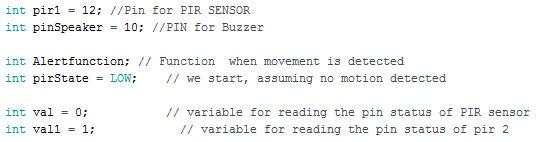 int pir1 = 12; //Pin for PIR SENSOR
int pinSpeaker = 10; //PIN for Buzzer
int Alertfunction; // Function  when movement is detected
int pirState = LOW;    // we start, assuming no motion detected
int val = 0;           // variable for reading the pin status of PIR sensor
int val1 = 1;            // variable for reading the pin status of pir 2